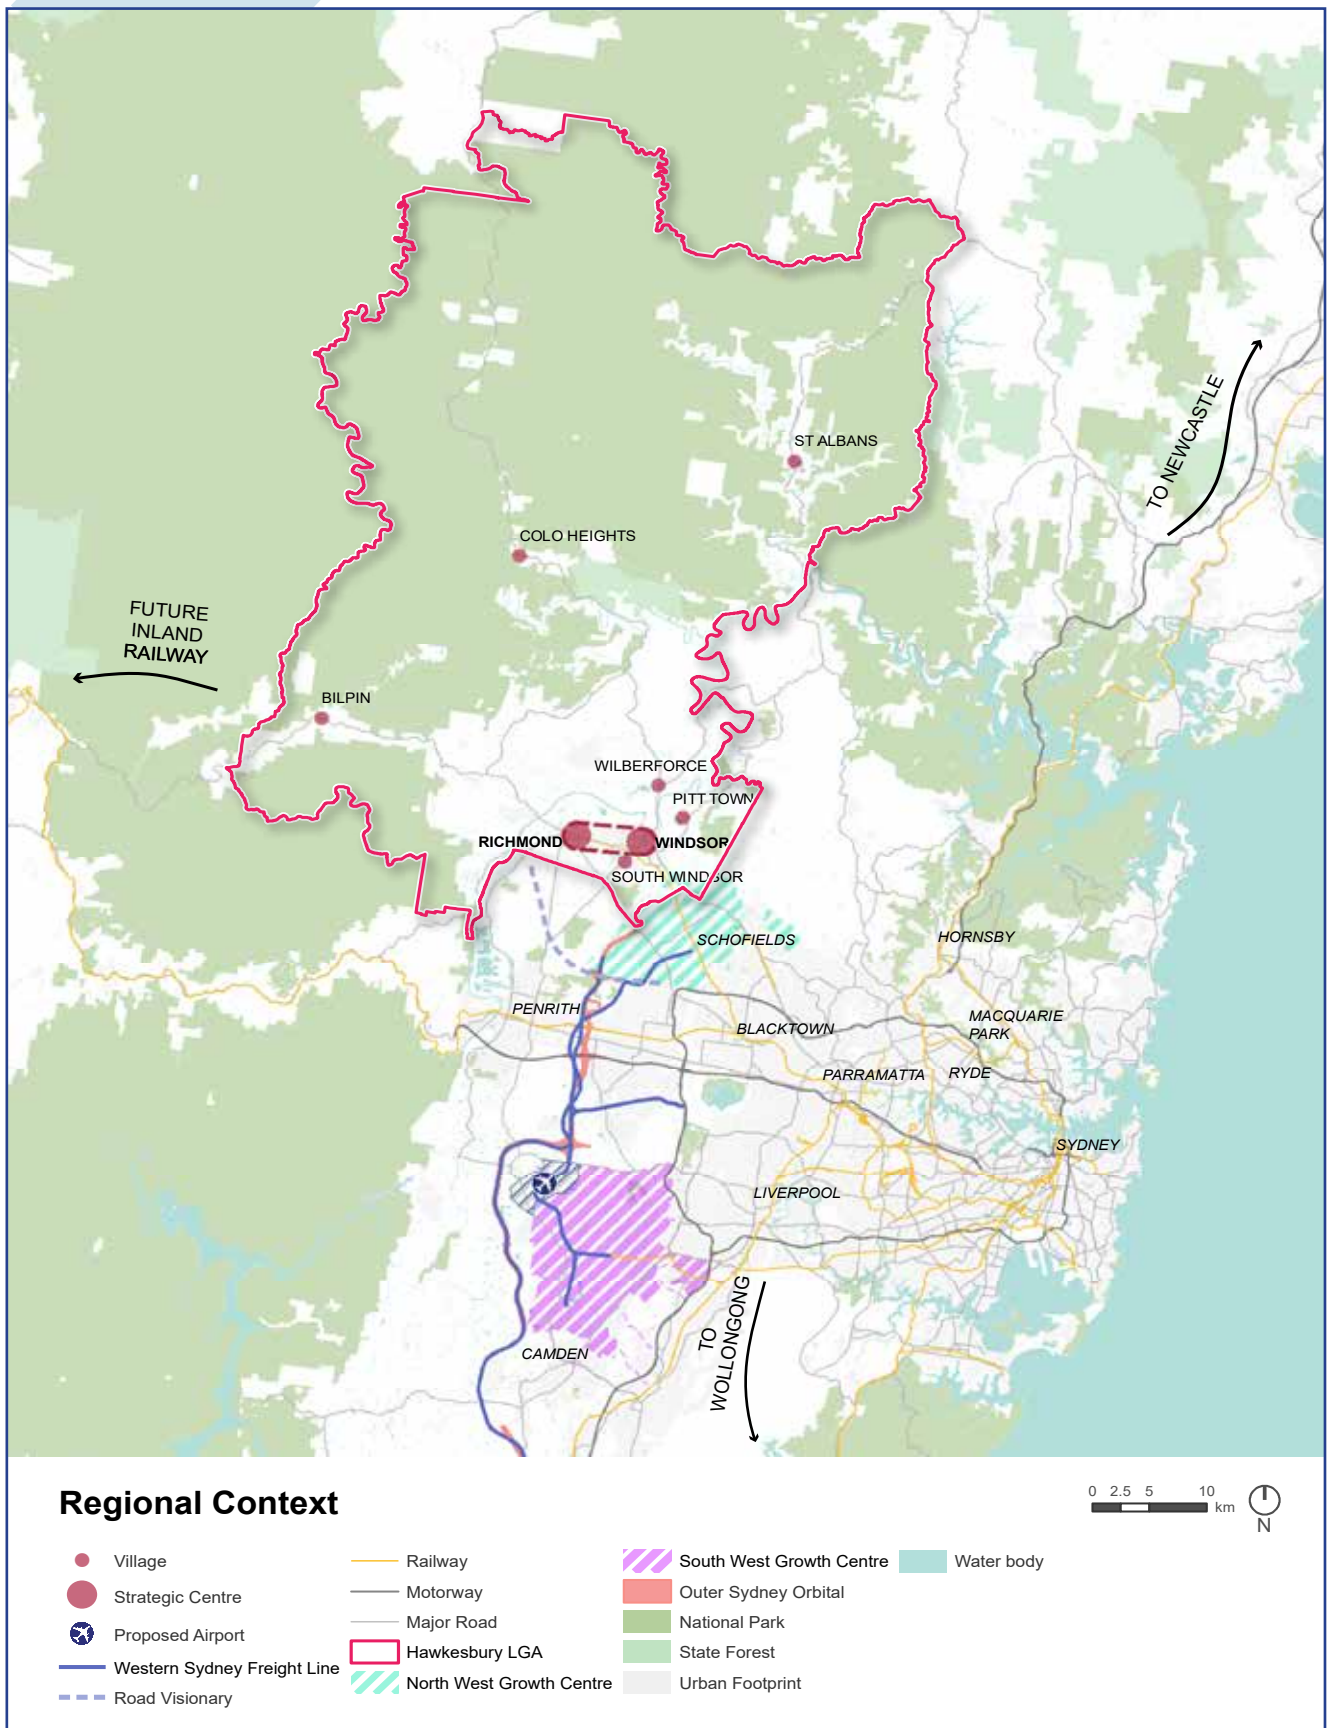 ST ALBANS
TO NEWCASTLE
COLO HEIGHTS
FUTURE
INLAND
RAILWAY
BILPIN
WILBERFORCE
PITT TOWN
RICHMOND
WINDSOR
SOUTH WINDSOR
SCHOFIELDS
HORNSBY
PENRITH
MACQUARIE
PARK
BLACKTOWN
PARRAMATTA
RYDE
SYDNEY
LIVERPOOL
TO
WOLLONGONG
CAMDEN
Regional Context
0 2.5 5 10
km
N
Village
Strategic Centre
Proposed Airport
Western Sydney Freight Line
Road Visionary
Railway
Motorway
Major Road
Hawkesbury LGA
North West Growth Centre
South West Growth Centre
Outer Sydney Orbital
National Park
State Forest
Urban Footprint
Water body